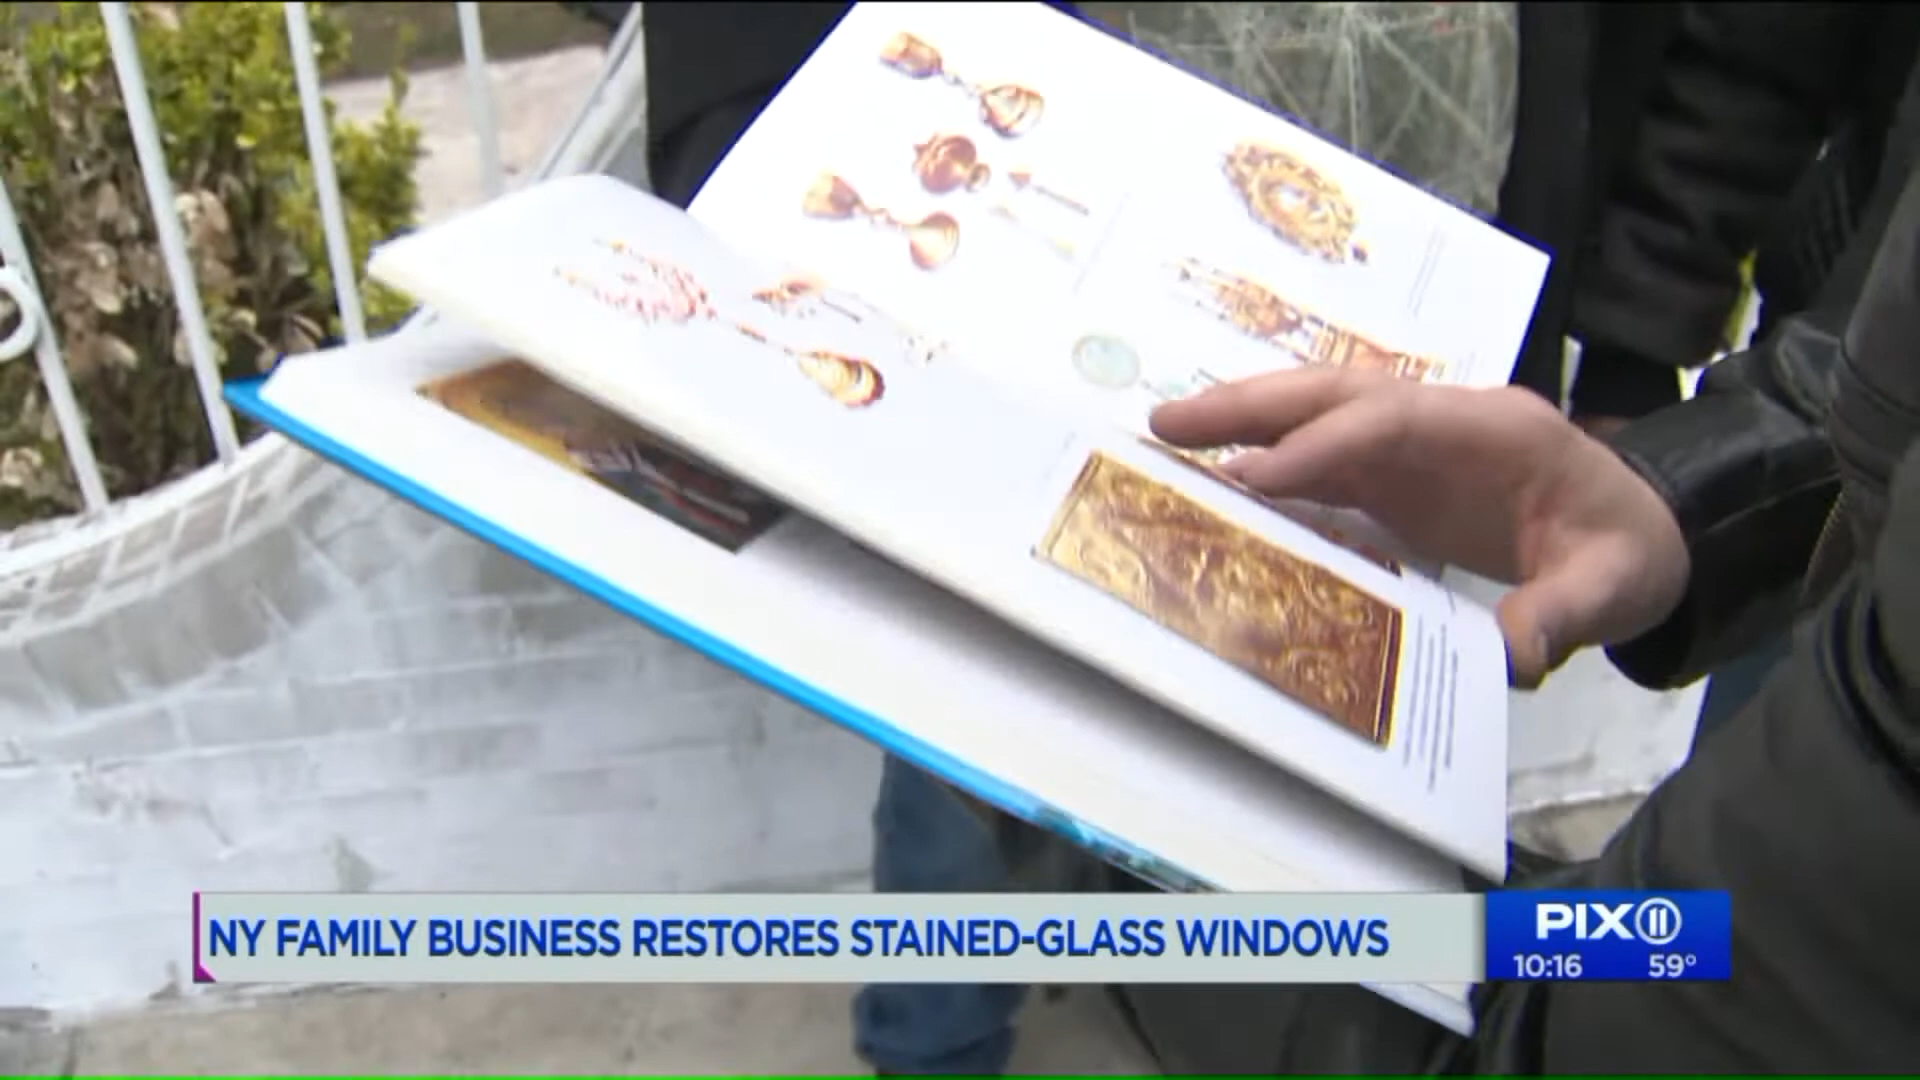 NY FAMILY BUSINESS RESTORES STAINED-GLASS WINDOWS
PIX11
10:16 59°